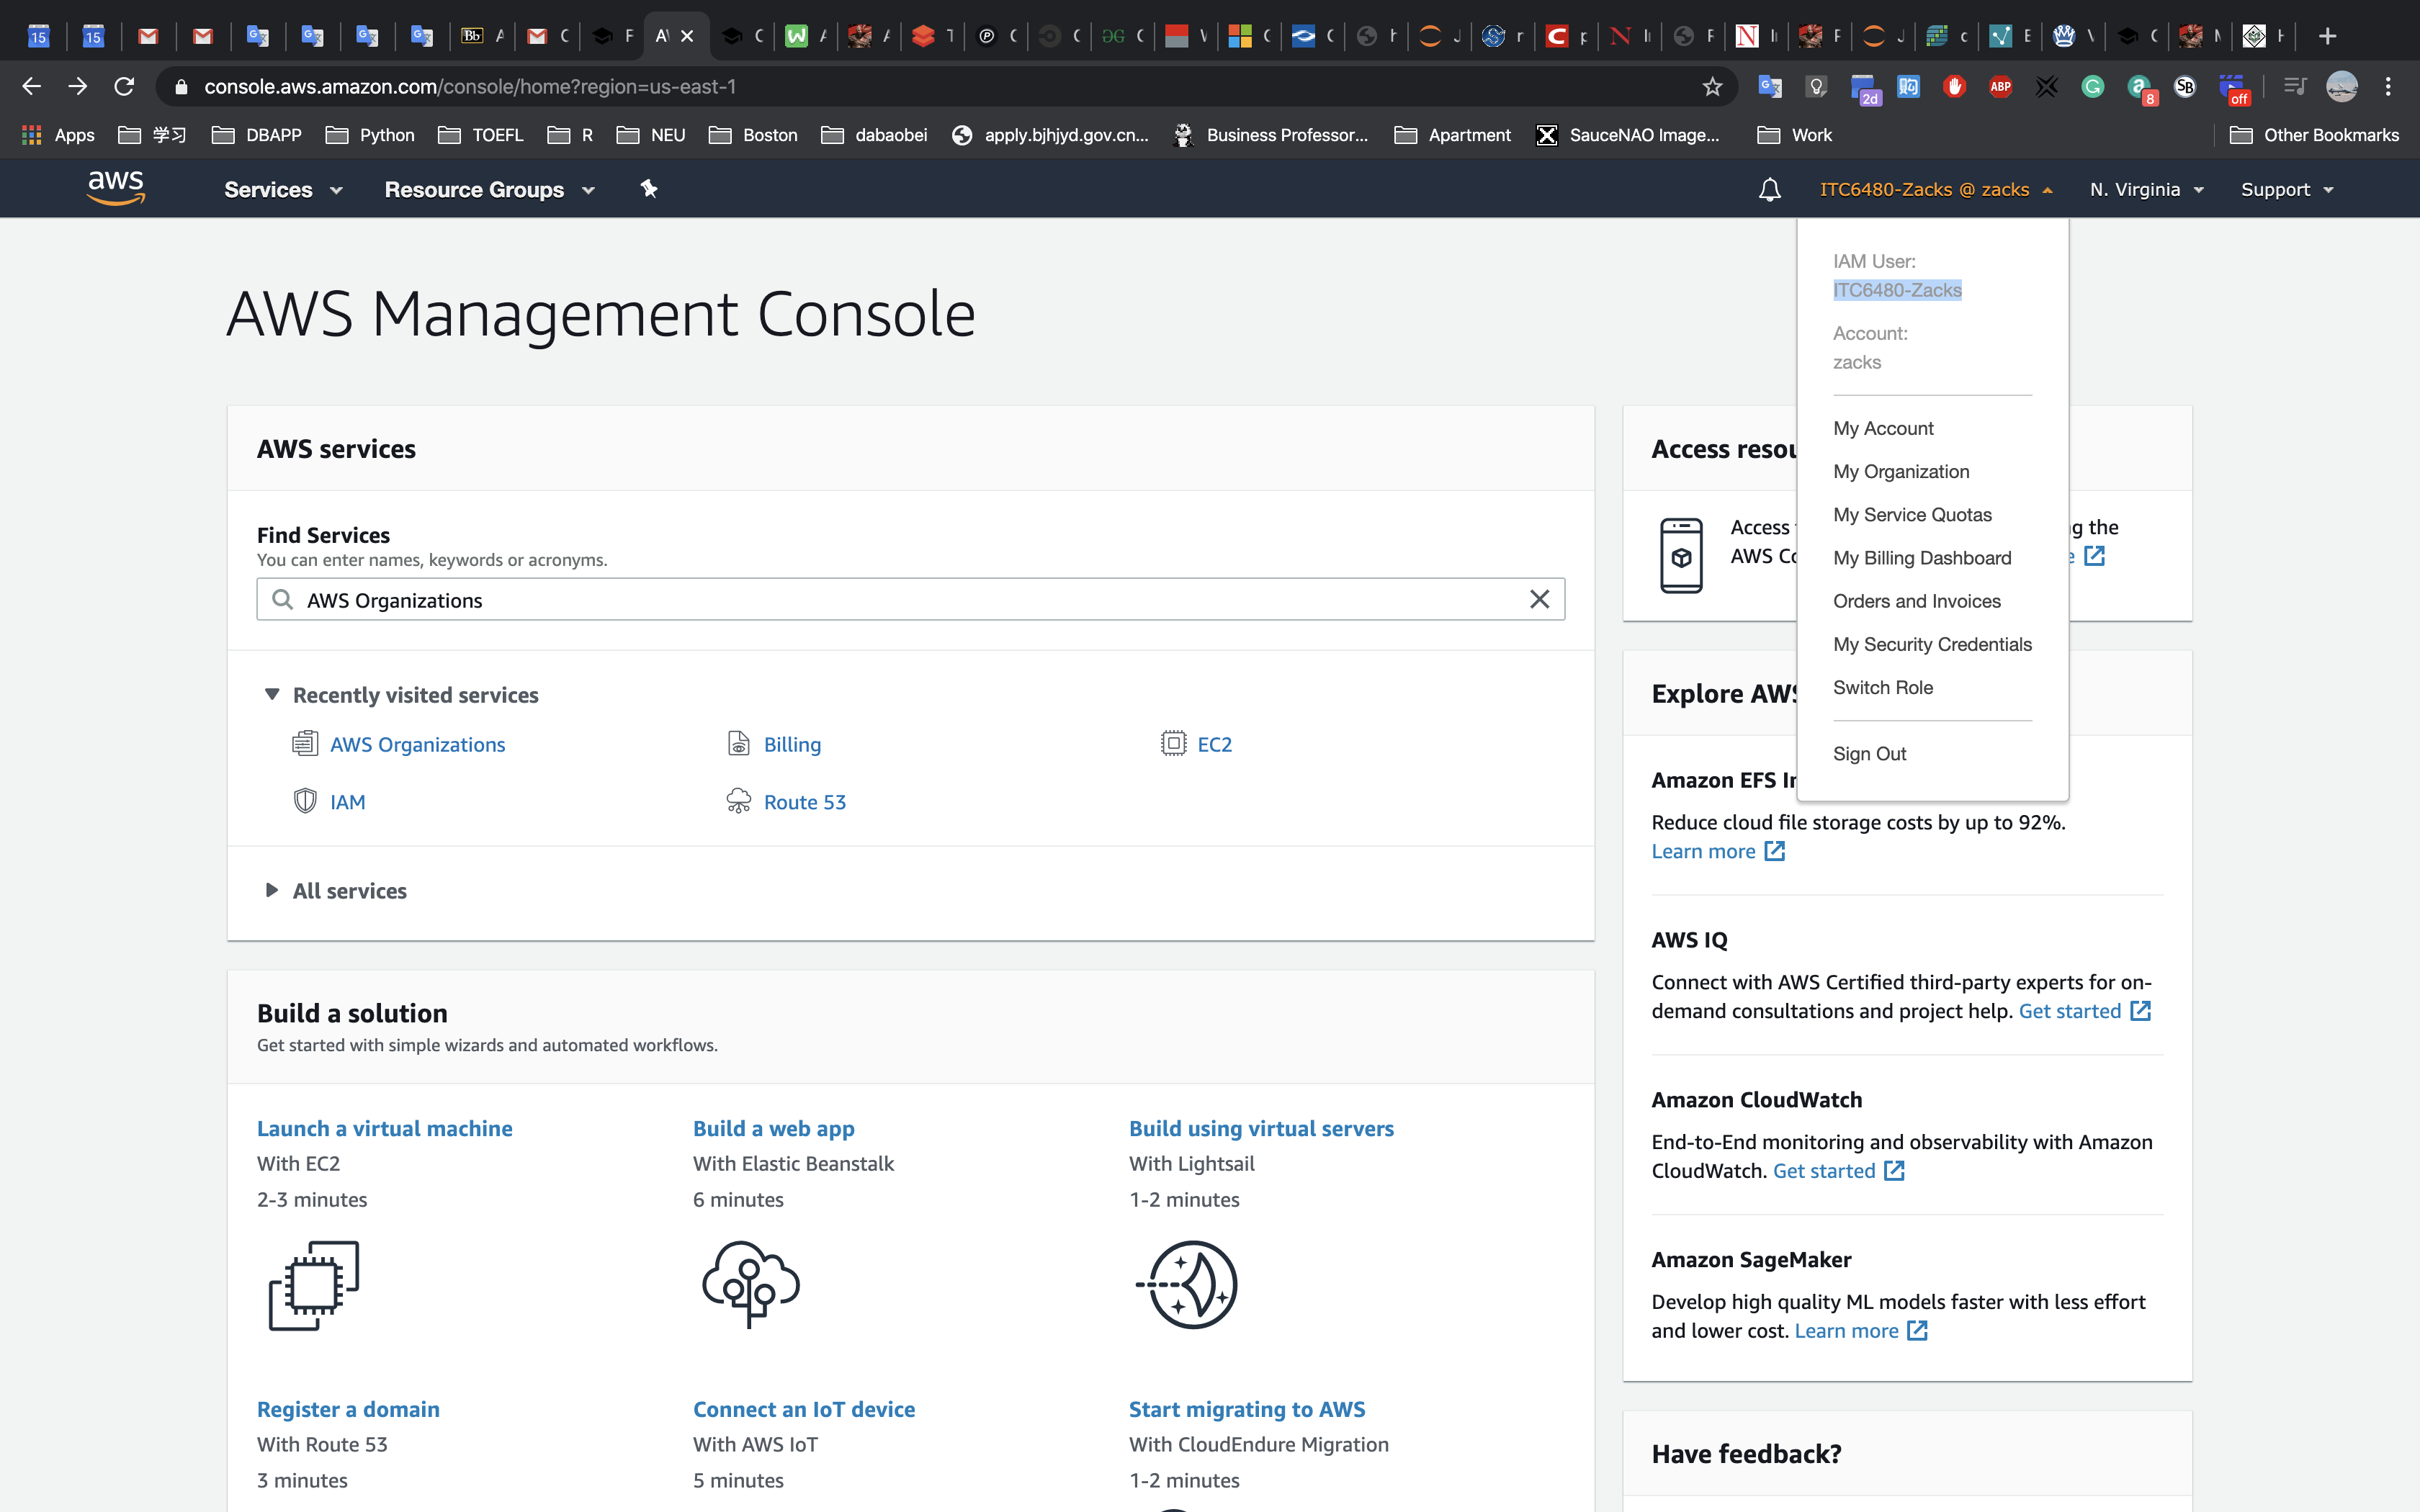 console.aws.amazon.com/console/home?region=us-east-1
2d
ABP
8
SB
off
Apps
学习
DBAPP
Python
TOEFL
R
NEU
Boston
dabaobei
apply.bjhjyd.gov.cn...
Business Professor...
Apartment
SauceNAO Image...
Work
Other Bookmarks
aws
Services
Resource Groups
ITC6480-Zacks @ zacks
N. Virginia
Support
IAM User:
ITC6480-Zacks
Account:
zacks
My Account
My Organization
My Service Quotas
My Billing Dashboard
Orders and Invoices
My Security Credentials
Switch Role
Sign Out
AWS Management Console
AWS services
Find Services
You can enter names, keywords or acronyms.
AWS Organizations
Recently visited services
AWS Organizations
Billing
EC2
IAM
Route 53
All services
Build a solution
Get started with simple wizards and automated workflows.
Launch a virtual machine
With EC2
2-3 minutes
Build a web app
With Elastic Beanstalk
6 minutes
Build using virtual servers
With Lightsail
1-2 minutes
Register a domain
With Route 53
3 minutes
Connect an IoT device
With AWS IoT
5 minutes
Start migrating to AWS
With CloudEndure Migration
1-2 minutes
Access
Access
the
AWS
Explore AWS
Amazon EFS
Reduce cloud file storage costs by up to 92%.
Learn more
AWS IQ
Connect with AWS Certified third-party experts for on-
demand consultations and project help. Get started
Amazon CloudWatch
End-to-End monitoring and observability with Amazon
CloudWatch. Get started
Amazon SageMaker
Develop high quality ML models faster with less effort
and lower cost. Learn more
Have feedback?